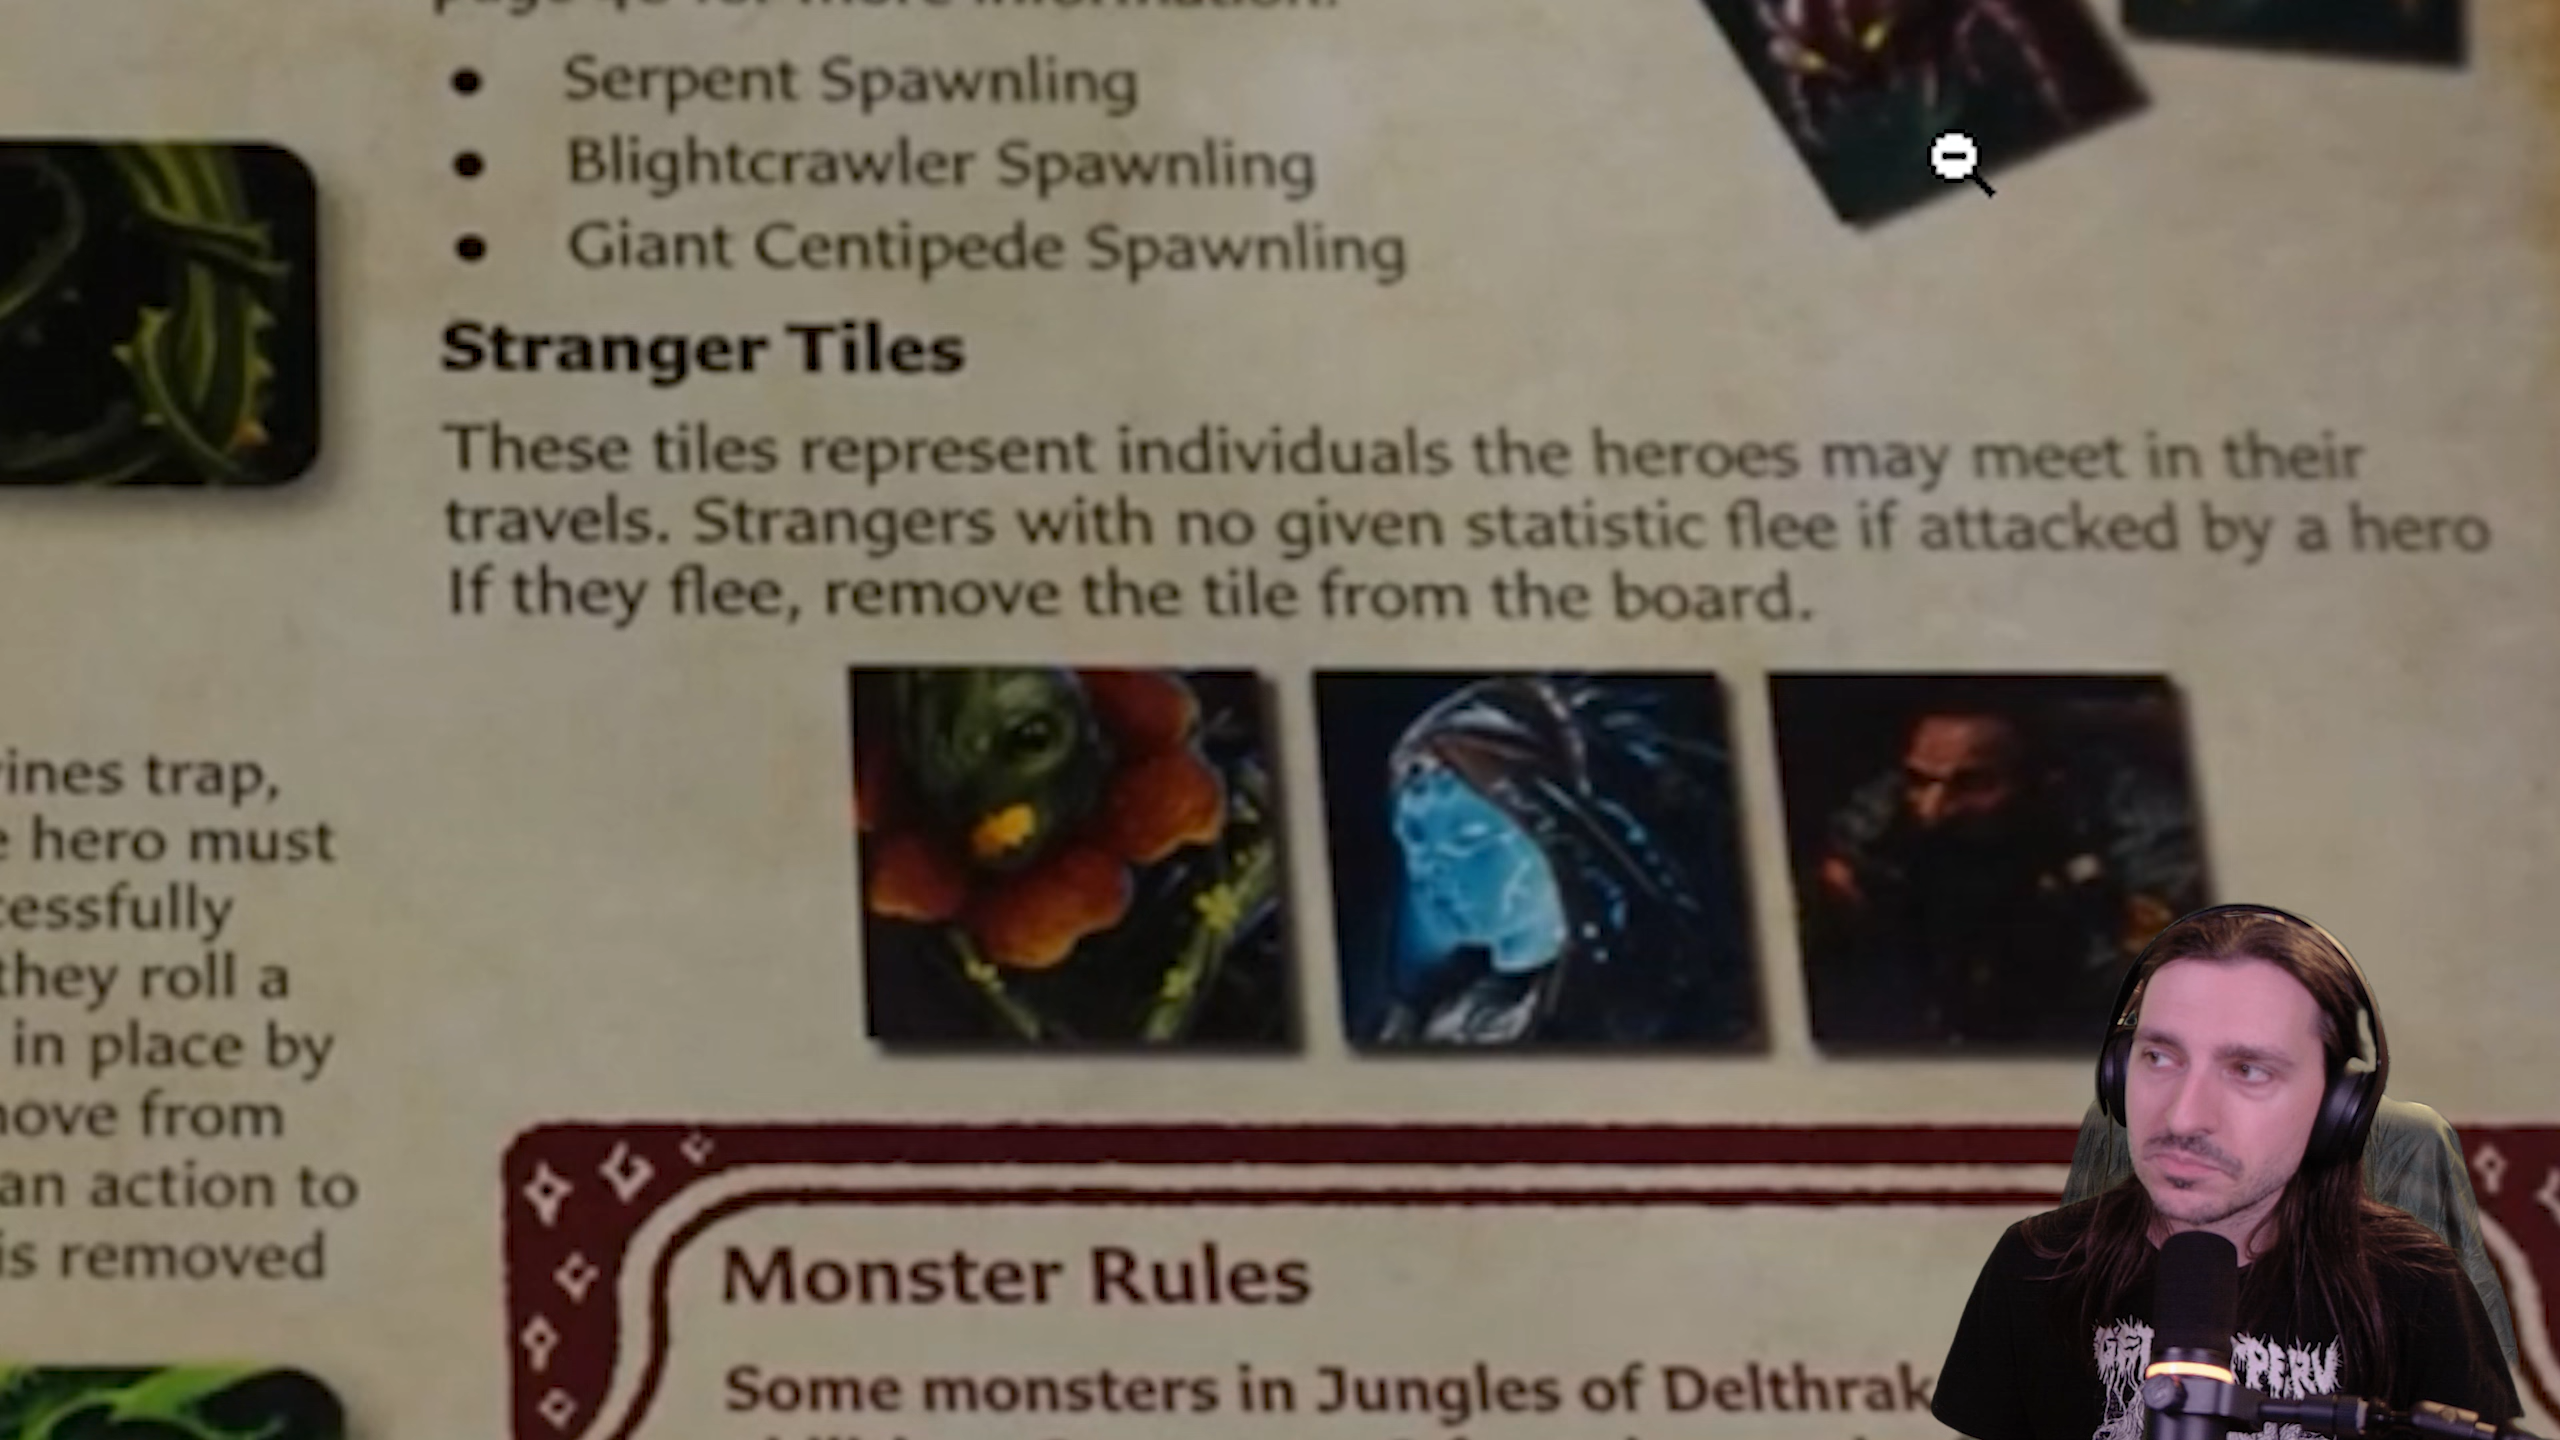 for more information.
Serpent Spawnling
Blightcrawler Spawnling
Giant Centipede Spawnling
Stranger Tiles
These tiles represent individuals the heroes may meet in their
travels. Strangers with no given statistic flee if attacked by a hero
If they flee, remove the tile from the board.
trap,
hero must
they roll a
in place by
from
an action to
is removed
Monster Rules
Some monsters in Jungles of Delthrak